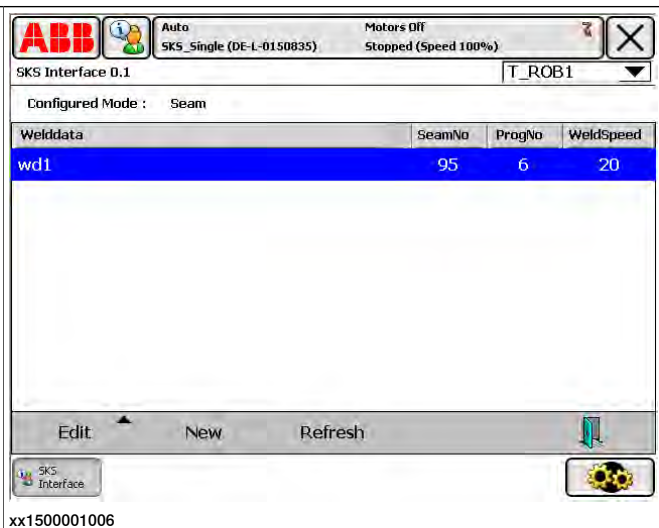 ABB
Auto
Motors Off
SKS_Single (DE-L-0150835)
Stopped (Speed 100%)
SKS Interface 0.1
T_ROB1
Configured Mode : Seam
Welddata SeamNo ProgNo WeldSpeed
wd1 95 6 20
Edit New Refresh
SKS
Interface
xx1500001006